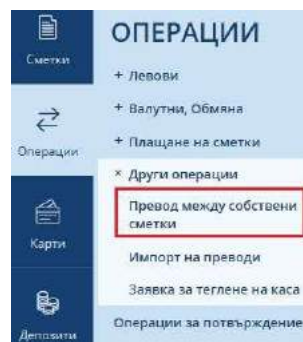 Сметки
Операции
Карти
Депозити
ОПЕРАЦИИ
+ Левови
+ Валутни, Обмяна
+ Плащане на сметки
× Други операции
Превод между собствени
сметки
Импорт на преводи
Заявка за теглене на каса
Операции за потвърждение